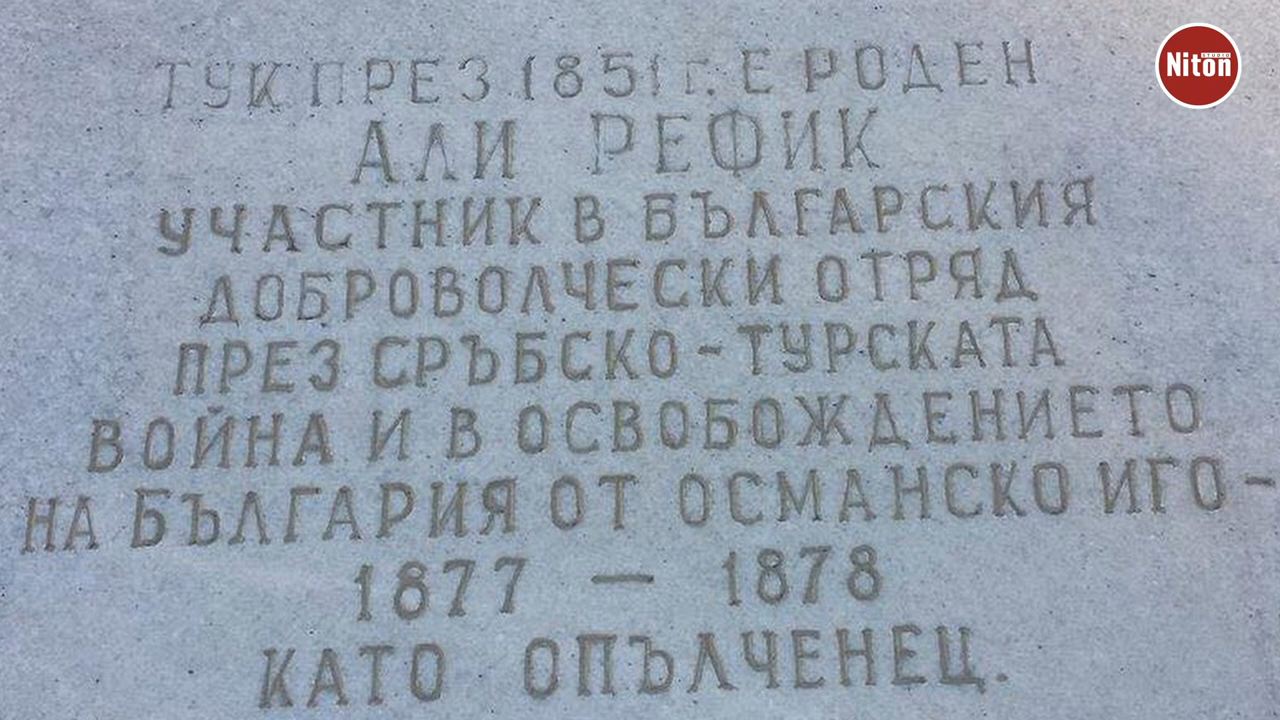 Niton
STUDIO
ТУК ПРЕЗ 1851 г. Е РОДЕН
АЛИ РЕФИК
УЧАСТНИК В БЪЛГАРСКИЯ
ДОБРОВОЛЧЕСКИ ОТРЯД
ПРЕЗ СРЪБСКО-ТУРСКАТА
ВОЙНА И В ОСВОБОЖДЕНИЕТО
НА БЪЛГАРИЯ ОТ ОСМАНСКО ИГО-
1877 — 1878
КАТО ОПЪЛЧЕНЕЦ.